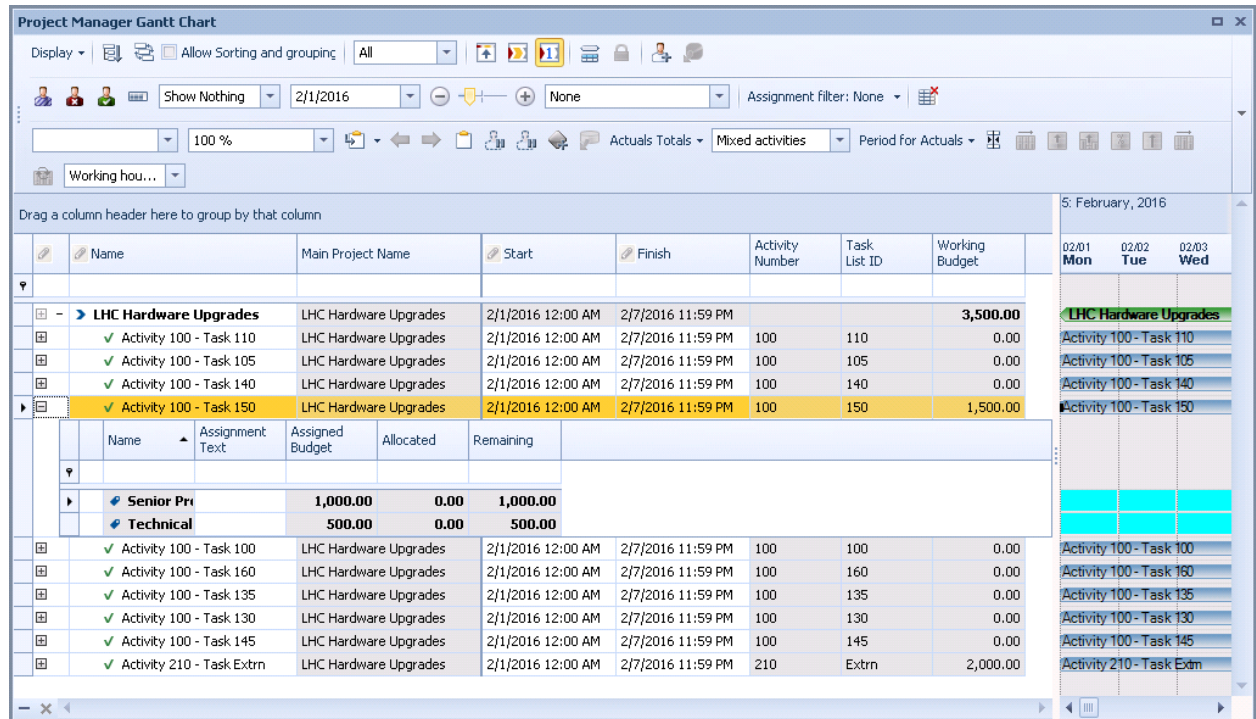 Project Manager Gantt Chart
Display Allow Sorting and grouping All
Show Nothing 2/1/2016 None Assignment filter: None
100 % Actuals Totals Mixed activities Period for Actuals
Working hou...
Drag a column header here to group by that column
5: February, 2016
Name Main Project Name Start Finish Activity Number Task List ID Working Budget 02/01 Mon 02/02 Tue 02/03 Wed
LHC Hardware Upgrades LHC Hardware Upgrades 2/1/2016 12:00 AM 2/7/2016 11:59 PM 3,500.00 LHC Hardware Upgrades
Activity 100 - Task 110 LHC Hardware Upgrades 2/1/2016 12:00 AM 2/7/2016 11:59 PM 100 110 0.00 Activity 100 - Task 110
Activity 100 - Task 105 LHC Hardware Upgrades 2/1/2016 12:00 AM 2/7/2016 11:59 PM 100 105 0.00 Activity 100 - Task 105
Activity 100 - Task 140 LHC Hardware Upgrades 2/1/2016 12:00 AM 2/7/2016 11:59 PM 100 140 0.00 Activity 100 - Task 140
Activity 100 - Task 150 LHC Hardware Upgrades 2/1/2016 12:00 AM 2/7/2016 11:59 PM 100 150 1,500.00 Activity 100 - Task 150
Name Assignment Text Assigned Budget Allocated Remaining
Senior Pro 1,000.00 0.00 1,000.00
Technical 500.00 0.00 500.00
Activity 100 - Task 100 LHC Hardware Upgrades 2/1/2016 12:00 AM 2/7/2016 11:59 PM 100 100 0.00 Activity 100 - Task 100
Activity 100 - Task 160 LHC Hardware Upgrades 2/1/2016 12:00 AM 2/7/2016 11:59 PM 100 160 0.00 Activity 100 - Task 160
Activity 100 - Task 135 LHC Hardware Upgrades 2/1/2016 12:00 AM 2/7/2016 11:59 PM 100 135 0.00 Activity 100 - Task 135
Activity 100 - Task 130 LHC Hardware Upgrades 2/1/2016 12:00 AM 2/7/2016 11:59 PM 100 130 0.00 Activity 100 - Task 130
Activity 100 - Task 145 LHC Hardware Upgrades 2/1/2016 12:00 AM 2/7/2016 11:59 PM 100 145 0.00 Activity 100 - Task 145
Activity 210 - Task Extrn LHC Hardware Upgrades 2/1/2016 12:00 AM 2/7/2016 11:59 PM 210 Extrn 2,000.00 Activity 210 - Task Extrn